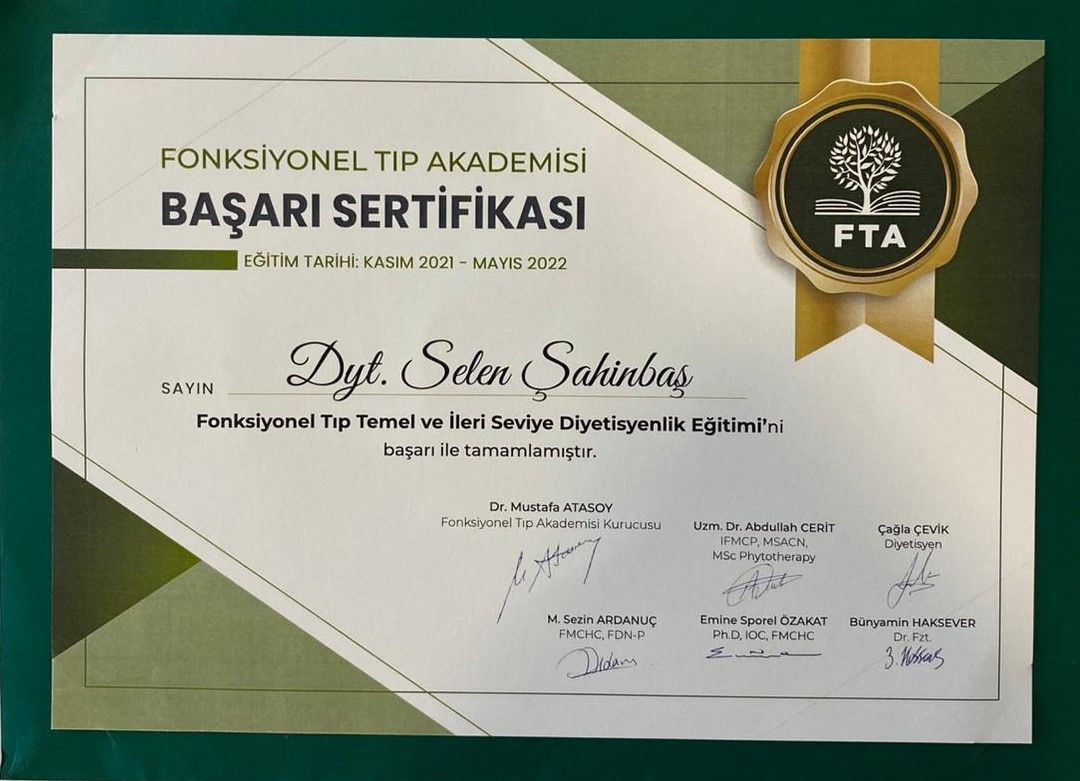 FONKSİYONEL TIP AKADEMİSİ
BAŞARI SERTİFİKASI
EĞİTİM TARİHİ: KASIM 2021 - MAYIS 2022
FTA
SAYIN Dyt. Selen Şahinbaş
Fonksiyonel Tıp Temel ve İleri Seviye Diyetisyenlik Eğitimi’ni
başarı ile tamamlamıştır.
Dr. Mustafa ATASOY
Fonksiyonel Tıp Akademisi Kurucusu
Uzm. Dr. Abdullah CERİT
IFMCP, MSACN,
MSc Phytotherapy
Çağla ÇEVİK
Diyetisyen
M. Sezin ARDANUÇ
FMCHC, FDN-P
Emine Sporel ÖZAKAT
Ph.D, IOC, FMCHC
Bünyamin HAKSEVER
Dr. Fzt.